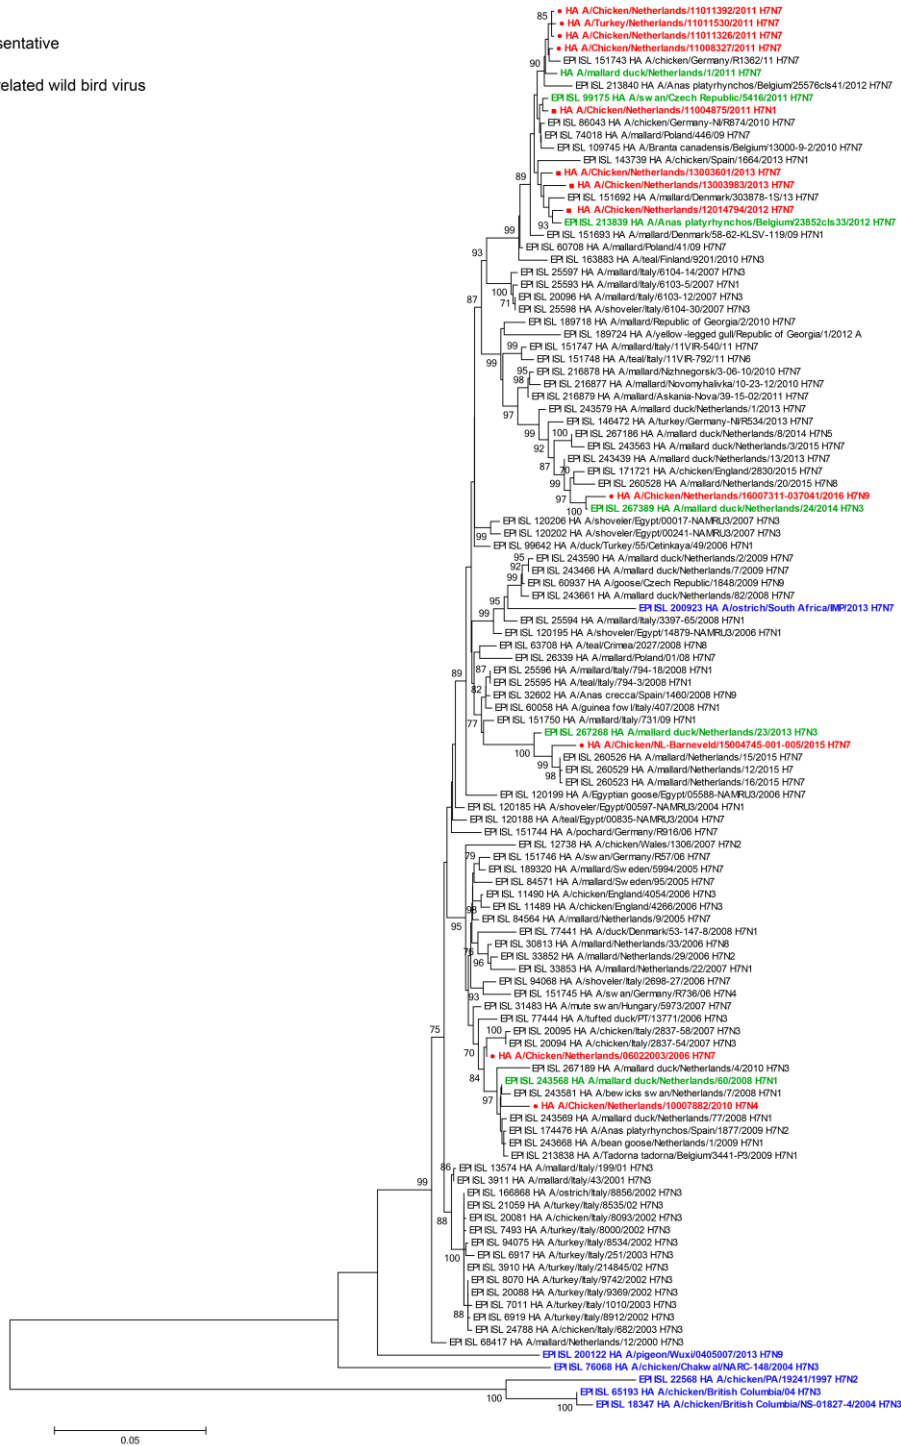 sentative
related wild bird virus
HA A/Chicken/Netherlands/11011392/2011 H7N7
85
HA A/Turkey/Netherlands/11011530/2011 H7N7
HA A/Chicken/Netherlands/11011326/2011 H7N7
HA A/Chicken/Netherlands/11008327/2011 H7N7
EPI ISL 151743 HA A/chicken/Germany/R1362/11 H7N7
90
HA A/mallard duck/Netherlands/1/2011 H7N7
EPI ISL 213840 HA A/Anas platyrhynchos/Belgium/25576cls41/2012 H7N7
EPI ISL 99175 HA A/swan/Czech Republic/5416/2011 H7N7
HA A/Chicken/Netherlands/11004875/2011 H7N1
EPI ISL 86043 HA A/chicken/Germany-NI/R874/2010 H7N7
EPI ISL 74018 HA A/mallard/Poland/446/09 H7N7
EPI ISL 109745 HA A/Branta canadensis/Belgium/13000-9-2/2010 H7N7
EPI ISL 143739 HA A/chicken/Spain/1664/2013 H7N1
HA A/Chicken/Netherlands/13003601/2013 H7N7
89
HA A/Chicken/Netherlands/13003983/2013 H7N7
EPI ISL 151692 HA A/mallard/Denmark/303878-1S/13 H7N7
HA A/Chicken/Netherlands/12014794/2012 H7N7
93
EPI ISL 213839 HA A/Anas platyrhynchos/Belgium/23852cls33/2012 H7N7
99
EPI ISL 151693 HA A/mallard/Denmark/58-62-KLSV-119/09 H7N1
EPI ISL 60708 HA A/mallard/Poland/41/09 H7N7
93
EPI ISL 163883 HA A/teal/Finland/9201/2010 H7N3
EPI ISL 25597 HA A/mallard/Italy/6104-14/2007 H7N3
EPI ISL 25593 HA A/mallard/Italy/6103-5/2007 H7N1
100
EPI ISL 20096 HA A/mallard/Italy/6103-12/2007 H7N3
87
71
EPI ISL 25598 HA A/shoveler/Italy/6104-30/2007 H7N3
EPI ISL 189718 HA A/mallard/Republic of Georgia/2/2010 H7N7
EPI ISL 189724 HA A/yellow-legged gull/Republic of Georgia/1/2012 A
99
EPI ISL 151747 HA A/mallard/Italy/11VIR-540/11 H7N7
EPI ISL 151748 HA A/teal/Italy/11VIR-792/11 H7N6
99
95
EPI ISL 216878 HA A/mallard/Nizhnegorsk/3-06-10/2010 H7N7
98
EPI ISL 216877 HA A/mallard/Novomyhalivka/10-23-12/2010 H7N7
EPI ISL 216879 HA A/mallard/Askania-Nova/39-15-02/2011 H7N7
97
EPI ISL 243579 HA A/mallard duck/Netherlands/1/2013 H7N7
EPI ISL 146472 HA A/turkey/Germany-NI/R534/2013 H7N7
99
100
EPI ISL 267186 HA A/mallard duck/Netherlands/8/2014 H7N5
92
EPI ISL 243563 HA A/mallard duck/Netherlands/3/2015 H7N7
EPI ISL 243439 HA A/mallard duck/Netherlands/13/2013 H7N7
87
70
EPI ISL 171721 HA A/chicken/England/2830/2015 H7N7
99
EPI ISL 260528 HA A/mallard/Netherlands/20/2015 H7N8
97
HA A/Chicken/Netherlands/16007311-037041/2016 H7N9
100
EPI ISL 267389 HA A/mallard duck/Netherlands/24/2014 H7N3
EPI ISL 120206 HA A/shoveler/Egypt/00017-NAMRU3/2007 H7N3
99
EPI ISL 120202 HA A/shoveler/Egypt/00241-NAMRU3/2007 H7N3
EPI ISL 99642 HA A/duck/Turkey/55/Cetinkaya/49/2006 H7N1
95
EPI ISL 243590 HA A/mallard duck/Netherlands/2/2009 H7N7
92
EPI ISL 243466 HA A/mallard duck/Netherlands/7/2009 H7N7
99
EPI ISL 60937 HA A/goose/Czech Republic/1848/2009 H7N9
EPI ISL 243661 HA A/mallard duck/Netherlands/82/2008 H7N7
95
EPI ISL 200923 HA A/ostrich/South Africa/IMP/2013 H7N7
99
EPI ISL 25594 HA A/mallard/Italy/3397-65/2008 H7N1
EPI ISL 120195 HA A/shoveler/Egypt/14879-NAMRU3/2006 H7N1
EPI ISL 63708 HA A/teal/Crimea/2027/2008 H7N8
EPI ISL 26339 HA A/mallard/Poland/01/08 H7N7
89
87
EPI ISL 25596 HA A/mallard/Italy/794-18/2008 H7N1
EPI ISL 25595 HA A/teal/Italy/794-3/2008 H7N1
82
EPI ISL 32602 HA A/Anas crecca/Spain/1460/2008 H7N9
EPI ISL 60058 HA A/guinea fowl/Italy/407/2008 H7N1
77
EPI ISL 151750 HA A/mallard/Italy/731/09 H7N1
EPI ISL 267268 HA A/mallard duck/Netherlands/23/2013 H7N3
HA A/Chicken/NL-Barneveld/15004745-001-005/2015 H7N7
100
EPI ISL 260526 HA A/mallard/Netherlands/15/2015 H7N7
99
EPI ISL 260529 HA A/mallard/Netherlands/12/2015 H7
98
EPI ISL 260523 HA A/mallard/Netherlands/16/2015 H7N7
EPI ISL 120199 HA A/Egyptian goose/Egypt/05588-NAMRU3/2006 H7N7
EPI ISL 120185 HA A/shoveler/Egypt/00597-NAMRU3/2004 H7N1
EPI ISL 120188 HA A/teal/Egypt/00835-NAMRU3/2004 H7N7
EPI ISL 151744 HA A/pochard/Germany/R916/06 H7N7
EPI ISL 12738 HA A/chicken/Wales/1306/2007 H7N2
79
EPI ISL 151746 HA A/swan/Germany/R57/06 H7N7
EPI ISL 189320 HA A/mallard/Sweden/5994/2005 H7N7
EPI ISL 84571 HA A/mallard/Sweden/95/2005 H7N7
EPI ISL 11490 HA A/chicken/England/4054/2006 H7N3
EPI ISL 11489 HA A/chicken/England/4266/2006 H7N3
98
EPI ISL 84564 HA A/mallard/Netherlands/9/2005 H7N7
95
EPI ISL 77441 HA A/duck/Denmark/53-147-8/2008 H7N1
EPI ISL 30813 HA A/mallard/Netherlands/33/2006 H7N8
76
EPI ISL 33852 HA A/mallard/Netherlands/29/2006 H7N2
96
EPI ISL 33853 HA A/mallard/Netherlands/22/2007 H7N1
EPI ISL 94068 HA A/shoveler/Italy/2698-27/2006 H7N7
93
EPI ISL 151745 HA A/swan/Germany/R736/06 H7N4
EPI ISL 31483 HA A/mute swan/Hungary/5973/2007 H7N7
EPI ISL 77444 HA A/tufted duck/PT/13771/2006 H7N3
75
100
EPI ISL 20095 HA A/chicken/Italy/2837-58/2007 H7N3
EPI ISL 20094 HA A/chicken/Italy/2837-54/2007 H7N3
70
HA A/Chicken/Netherlands/06022003/2006 H7N7
EPI ISL 267189 HA A/mallard duck/Netherlands/4/2010 H7N3
84
EPI ISL 243568 HA A/mallard duck/Netherlands/60/2008 H7N1
EPI ISL 243581 HA A/bewicks swan/Netherlands/7/2008 H7N1
97
HA A/Chicken/Netherlands/10007882/2010 H7N4
EPI ISL 243569 HA A/mallard duck/Netherlands/77/2008 H7N1
EPI ISL 174476 HA A/Anas platyrhynchos/Spain/1877/2009 H7N2
EPI ISL 243668 HA A/bean goose/Netherlands/1/2009 H7N1
EPI ISL 213838 HA A/Tadorna tadorna/Belgium/3441-P3/2009 H7N1
86
EPI ISL 13574 HA A/mallard/Italy/199/01 H7N3
99
EPI ISL 3911 HA A/mallard/Italy/43/2001 H7N3
EPI ISL 166868 HA A/ostrich/Italy/8856/2002 H7N3
EPI ISL 21059 HA A/turkey/Italy/8535/02 H7N3
88
EPI ISL 20081 HA A/chicken/Italy/8093/2002 H7N3
EPI ISL 7493 HA A/turkey/Italy/8000/2002 H7N3
EPI ISL 94075 HA A/turkey/Italy/8534/2002 H7N3
100
EPI ISL 6917 HA A/turkey/Italy/251/2003 H7N3
EPI ISL 3910 HA A/turkey/Italy/214845/02 H7N3
EPI ISL 8070 HA A/turkey/Italy/9742/2002 H7N3
EPI ISL 20088 HA A/turkey/Italy/9369/2002 H7N3
EPI ISL 7011 HA A/turkey/Italy/1010/2003 H7N3
88
EPI ISL 6919 HA A/turkey/Italy/8912/2002 H7N3
EPI ISL 24788 HA A/chicken/Italy/682/2003 H7N3
EPI ISL 68417 HA A/mallard/Netherlands/12/2000 H7N3
EPI ISL 200122 HA A/pigeon/Wuxi/0405007/2013 H7N9
EPI ISL 76068 HA A/chicken/Chakwal/NARC-148/2004 H7N3
EPI ISL 22568 HA A/chicken/PA/19241/1997 H7N2
100
EPI ISL 65193 HA A/chicken/British Columbia/04 H7N3
100
EPI ISL 18347 HA A/chicken/British Columbia/NS-01827-4/2004 H7N3
0.05